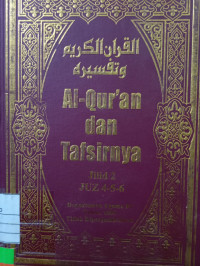 القرآن الكريم
وتفسيره
Al-Qur'an
dan
Tafsirnya
Jilid 2
JUZ 4-5-6